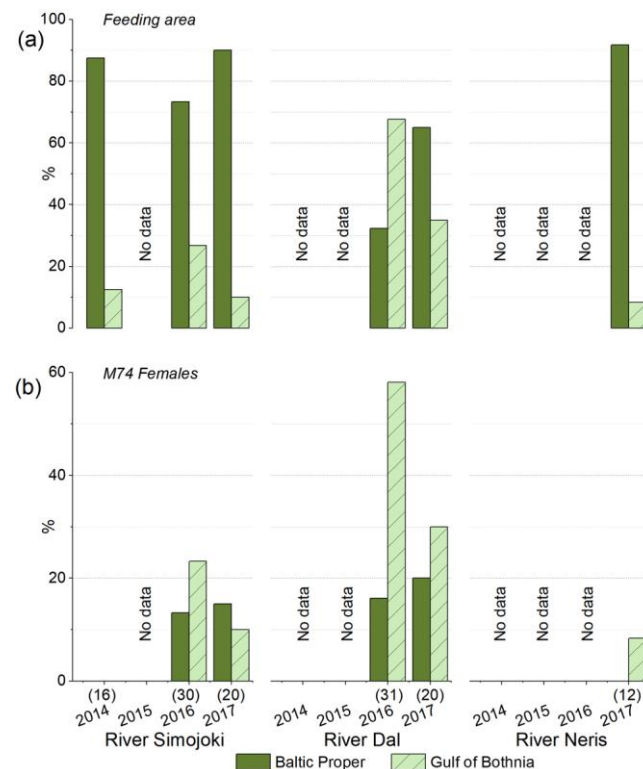 Feeding area
(a)
100
80
60
40
20
0
%
No data
No data
No data
No data
No data
No data
M74 Females
(b)
60
40
20
0
%
No data
No data
No data
No data
No data
No data
(16) (30) (20) (31) (20) (12)
2014 2015 2016 2017 2014 2015 2016 2017 2014 2015 2016 2017
River Simojoki River Dal River Neris
Baltic Proper Gulf of Bothnia